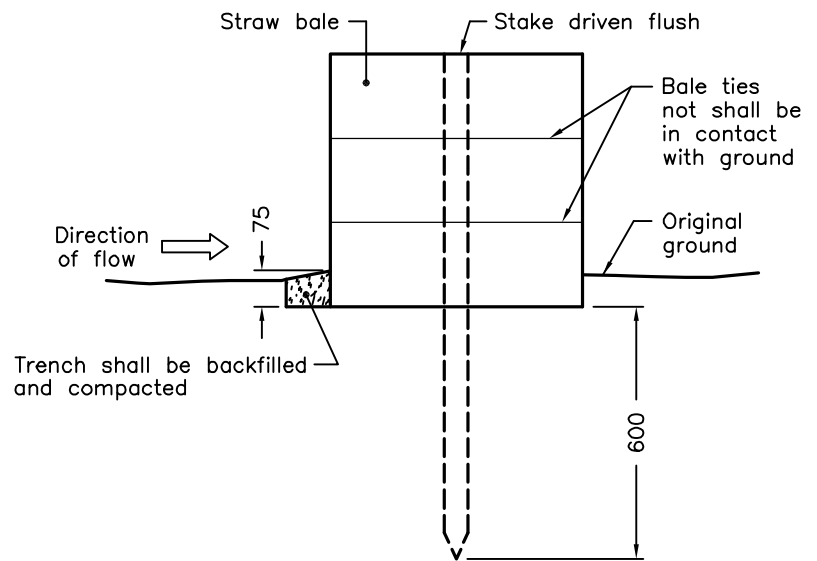 Straw bale
Stake driven flush
Bale ties
not shall be
in contact
with ground
75
Direction
of flow
Original
ground
Trench shall be backfilled
and compacted
600